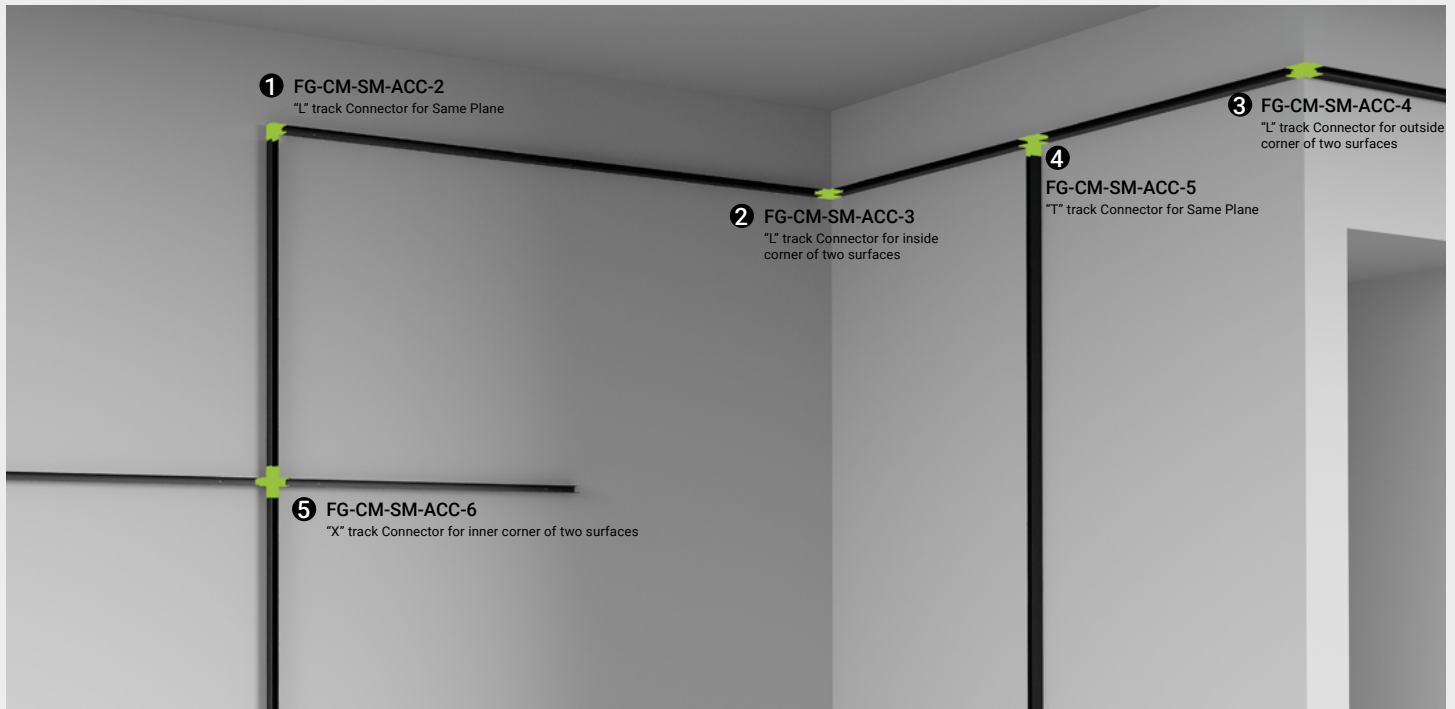 1 FG-CM-SM-ACC-2
“L” track Connector for Same Plane
2 FG-CM-SM-ACC-3
“L” track Connector for inside
corner of two surfaces
3 FG-CM-SM-ACC-4
“L” track Connector for outside
corner of two surfaces
4
FG-CM-SM-ACC-5
“T” track Connector for Same Plane
5 FG-CM-SM-ACC-6
“X” track Connector for inner corner of two surfaces